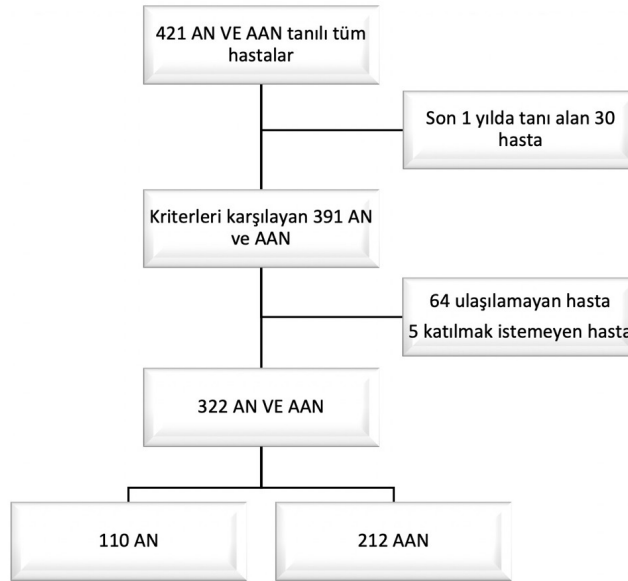 421 AN VE AAN tanılı tüm
hastalar
Son 1 yılda tanı alan 30
hasta
Kriterleri karşılayan 391 AN
ve AAN
64 ulaşılamayan hasta
5 katılmak istemeyen hasta
322 AN VE AAN
110 AN
212 AAN